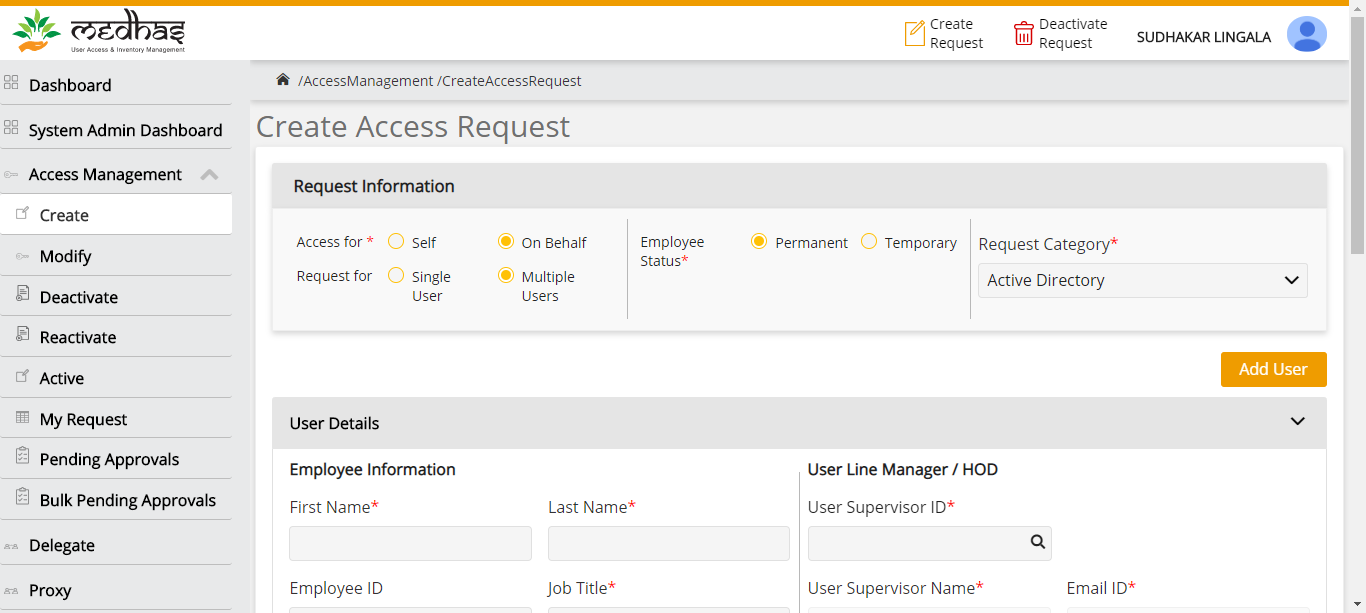 medhas
User Access & Inventory Management
Create
Request
Deactivate
Request
SUDHAKAR LINGALA
Dashboard
System Admin Dashboard
Access Management
Create
Modify
Deactivate
Reactivate
Active
My Request
Pending Approvals
Bulk Pending Approvals
Delegate
Proxy
/AccessManagement /CreateAccessRequest
Create Access Request
Request Information
Access for * Self On Behalf
Request for Single User Multiple Users
Employee Status* Permanent Temporary
Request Category*
Active Directory
Add User
User Details
Employee Information
First Name* Last Name*
Employee ID Job Title*
User Line Manager / HOD
User Supervisor ID*
User Supervisor Name* Email ID*